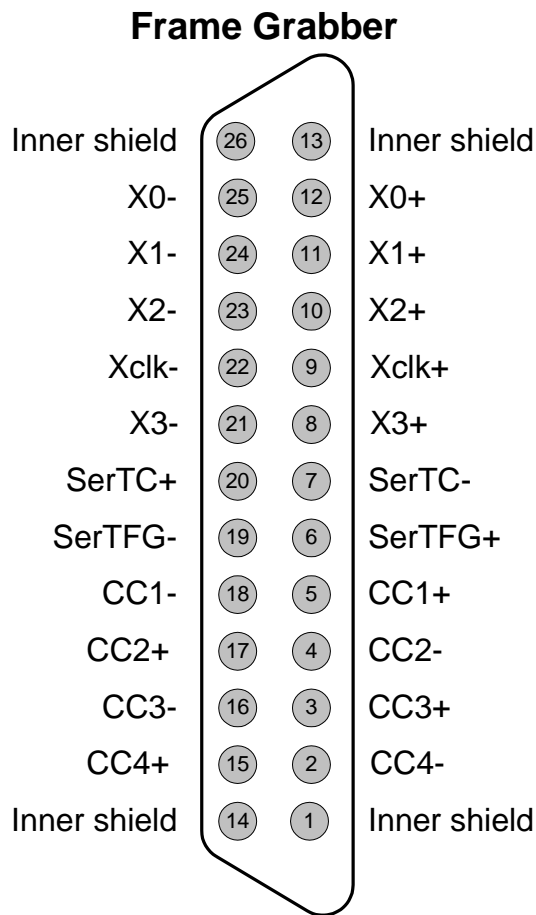 Frame Grabber
Inner shield 26 13 Inner shield
X0- 25 12 X0+
X1- 24 11 X1+
X2- 23 10 X2+
Xclk- 22 9 Xclk+
X3- 21 8 X3+
SerTC+ 20 7 SerTC-
SerTFG- 19 6 SerTFG+
CC1- 18 5 CC1+
CC2+ 17 4 CC2-
CC3- 16 3 CC3+
CC4+ 15 2 CC4-
Inner shield 14 1 Inner shield